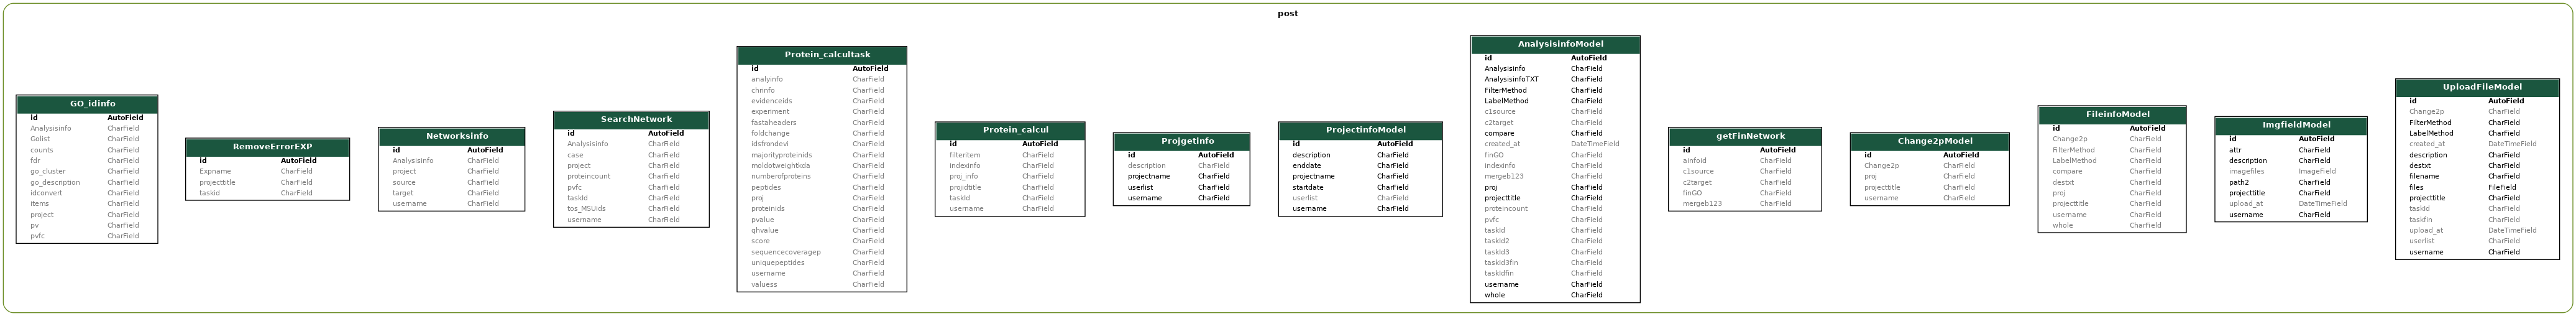 post
GO_idinfo
id AutoField
Analysisinfo CharField
Golist CharField
counts CharField
fdr CharField
go_cluster CharField
go_description CharField
idconvert CharField
items CharField
project CharField
pv CharField
pvfc CharField
RemoveErrorEXP
id AutoField
Expname CharField
projecttitle CharField
taskid CharField
Networksinfo
id AutoField
Analysisinfo CharField
project CharField
source CharField
target CharField
username CharField
SearchNetwork
id AutoField
Analysisinfo CharField
case CharField
project CharField
proteincount CharField
pvfc CharField
taskId CharField
tos_MSUids CharField
username CharField
Protein_calcultask
id AutoField
analyinfo CharField
chrinfo CharField
evidenceids CharField
experiment CharField
fastaheaders CharField
foldchange CharField
idsfrondevi CharField
majorityproteinids CharField
moldotweightkda CharField
numberofproteins CharField
peptides CharField
proj CharField
proteinids CharField
pvalue CharField
qhvalue CharField
score CharField
sequencecoveragep CharField
uniquepeptides CharField
username CharField
valuess CharField
Protein_calcul
id AutoField
filteritem CharField
indexinfo CharField
proj_info CharField
projidtitle CharField
taskId CharField
username CharField
ProjgetInfo
id AutoField
description CharField
projectname CharField
userlist CharField
username CharField
ProjectinfoModel
id AutoField
description CharField
enddate CharField
projectname CharField
startdate CharField
userlist CharField
username CharField
AnalysisinfoModel
id AutoField
Analysisinfo CharField
AnalysisinfoTXT CharField
FilterMethod CharField
LabelMethod CharField
c1source CharField
c2target CharField
compare CharField
created_at DateTimeField
finGO CharField
indexinfo CharField
mergeb123 CharField
proj CharField
projecttitle CharField
proteincount CharField
pvfc CharField
taskId CharField
taskId2 CharField
taskId3 CharField
taskId3fin CharField
taskIdfin CharField
username CharField
whole CharField
getFinNetwork
id AutoField
ainfoid CharField
c1source CharField
c2target CharField
finGO CharField
mergeb123 CharField
Change2pModel
id AutoField
Change2p CharField
proj CharField
projecttitle CharField
username CharField
FileinfoModel
id AutoField
Change2p CharField
FilterMethod CharField
LabelMethod CharField
compare CharField
destxt CharField
proj CharField
projecttitle CharField
username CharField
whole CharField
ImgfieldModel
id AutoField
attr CharField
description CharField
imagefiles ImageField
path2 CharField
projecttitle CharField
upload_at DateTimeField
username CharField
UploadFileModel
id AutoField
Change2p CharField
FilterMethod CharField
LabelMethod CharField
created_at DateTimeField
description CharField
destxt CharField
filename CharField
files FileField
projecttitle CharField
taskId CharField
taskfin CharField
upload_at DateTimeField
userlist CharField
username CharField